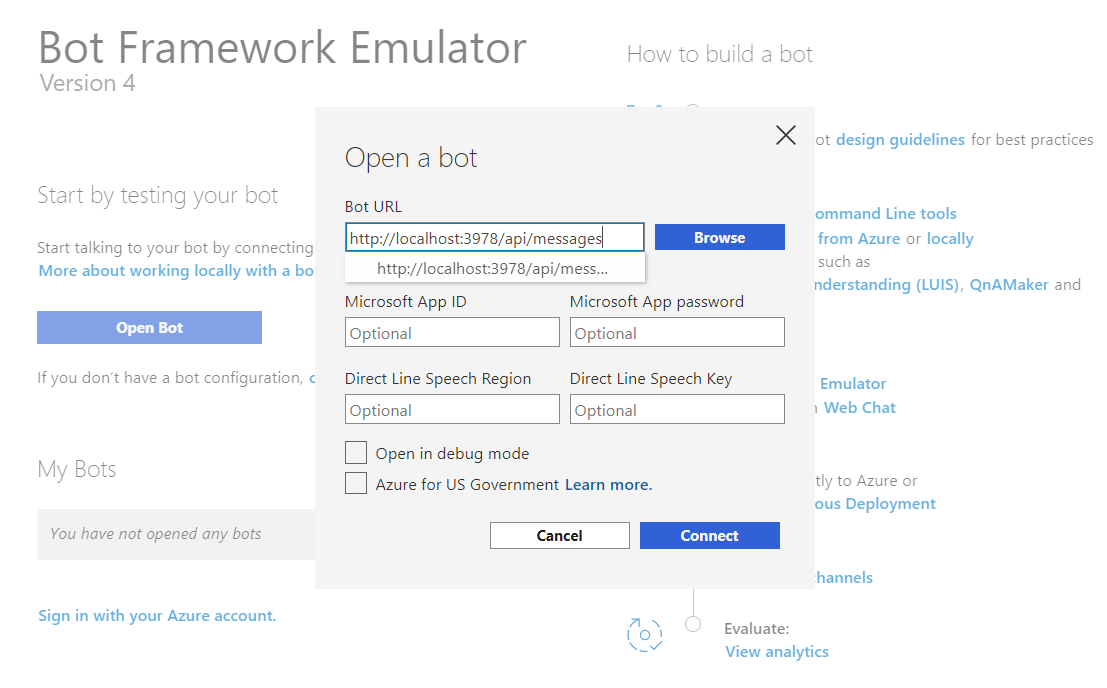 Bot Framework Emulator
Version 4
How to build a bot
ot design guidelines for best practices
Start by testing your bot
Start talking to your bot by connecting
More about working locally with a bo
Open Bot
If you don't have a bot configuration,
My Bots
You have not opened any bots
Sign in with your Azure account.
Open a bot
Bot URL
http://localhost:3978/api/messages
Browse
http://localhost:3978/api/mess...
Microsoft App ID
Microsoft App password
Optional
Optional
Direct Line Speech Region
Direct Line Speech Key
Optional
Optional
Open in debug mode
Azure for US Government Learn more.
Cancel
Connect
ommand Line tools
from Azure or locally
such as
nderstanding (LUIS), QnAMaker and
Emulator
Web Chat
tly to Azure or
ous Deployment
hannels
Evaluate:
View analytics